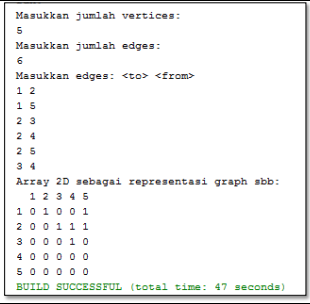 Masukkan jumlah vertices:
5
Masukkan jumlah edges:
6
Masukkan edges: <to> <from>
1 2
1 5
2 3
2 4
2 5
3 4
Array 2D sebagai representasi graph sbb:
  1 2 3 4 5
1 0 1 0 0 1
2 0 0 1 1 1
3 0 0 0 1 0
4 0 0 0 0 0
5 0 0 0 0 0
BUILD SUCCESSFUL (total time: 47 seconds)